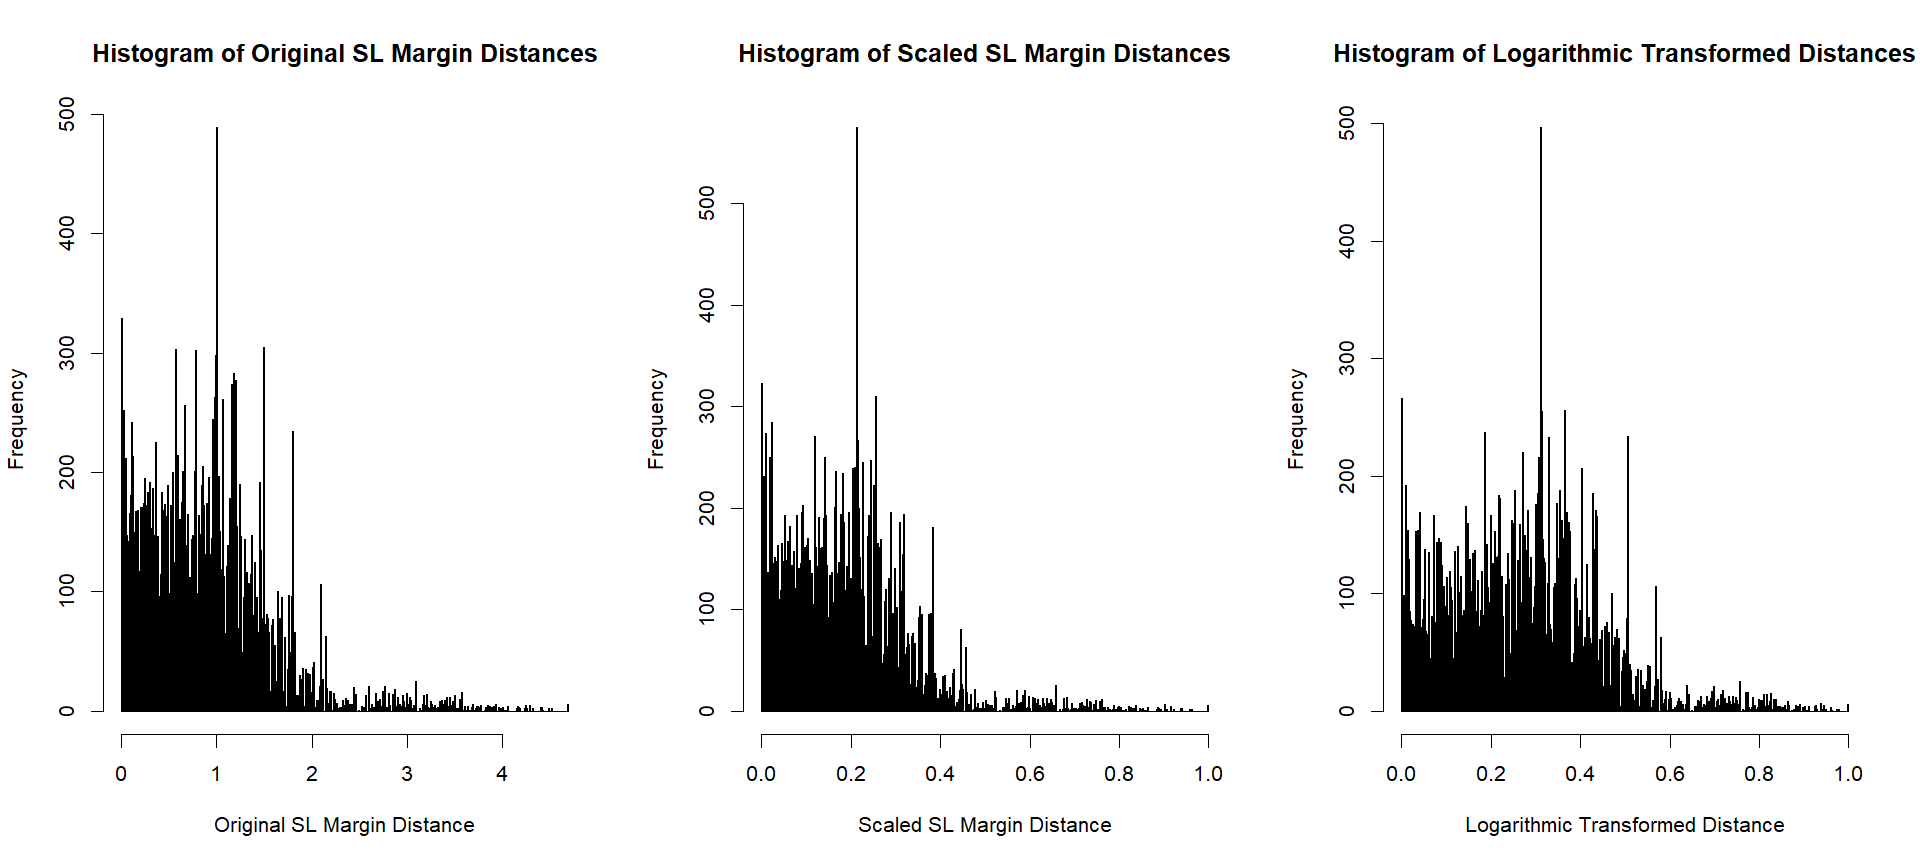 Histogram of Original SL Margin Distances
Frequency
500
400
300
200
100
0
0 1 2 3 4
Original SL Margin Distance
Histogram of Scaled SL Margin Distances
Frequency
500
400
300
200
100
0
0.0 0.2 0.4 0.6 0.8 1.0
Scaled SL Margin Distance
Histogram of Logarithmic Transformed Distances
Frequency
500
400
300
200
100
0
0.0 0.2 0.4 0.6 0.8 1.0
Logarithmic Transformed Distance